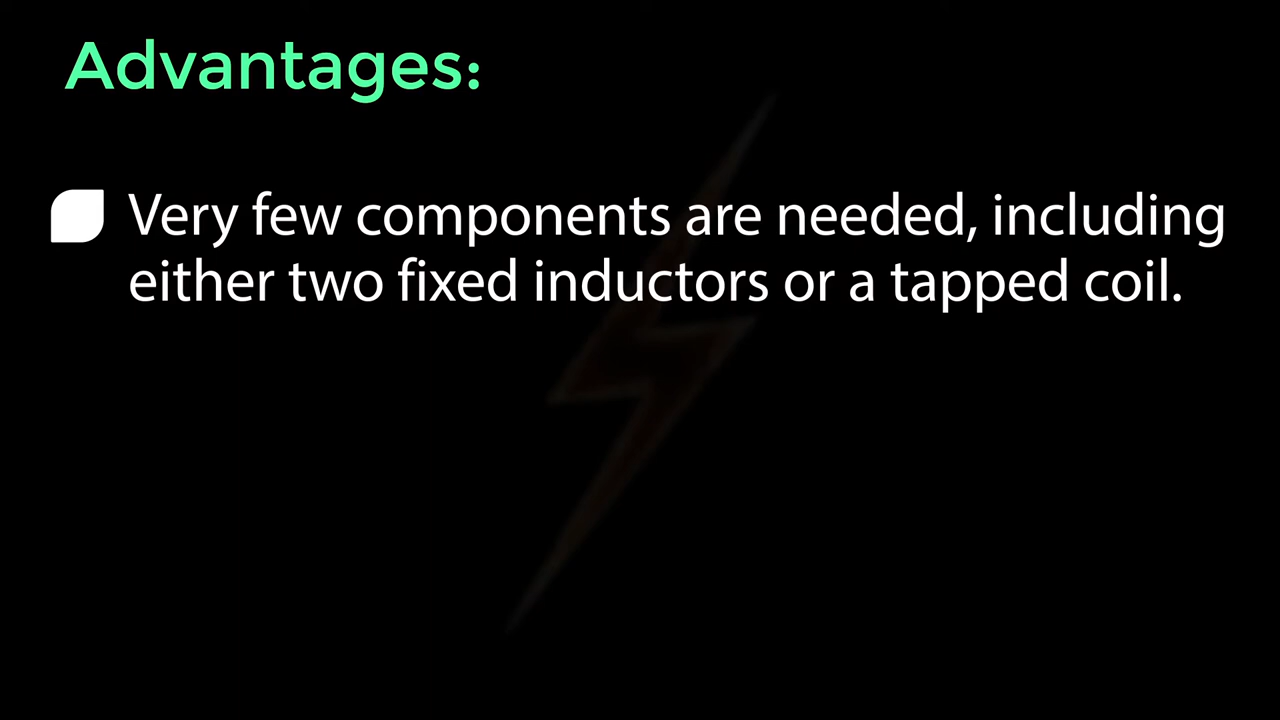 Advantages:
Very few components are needed, including
either two fixed inductors or a tapped coil.